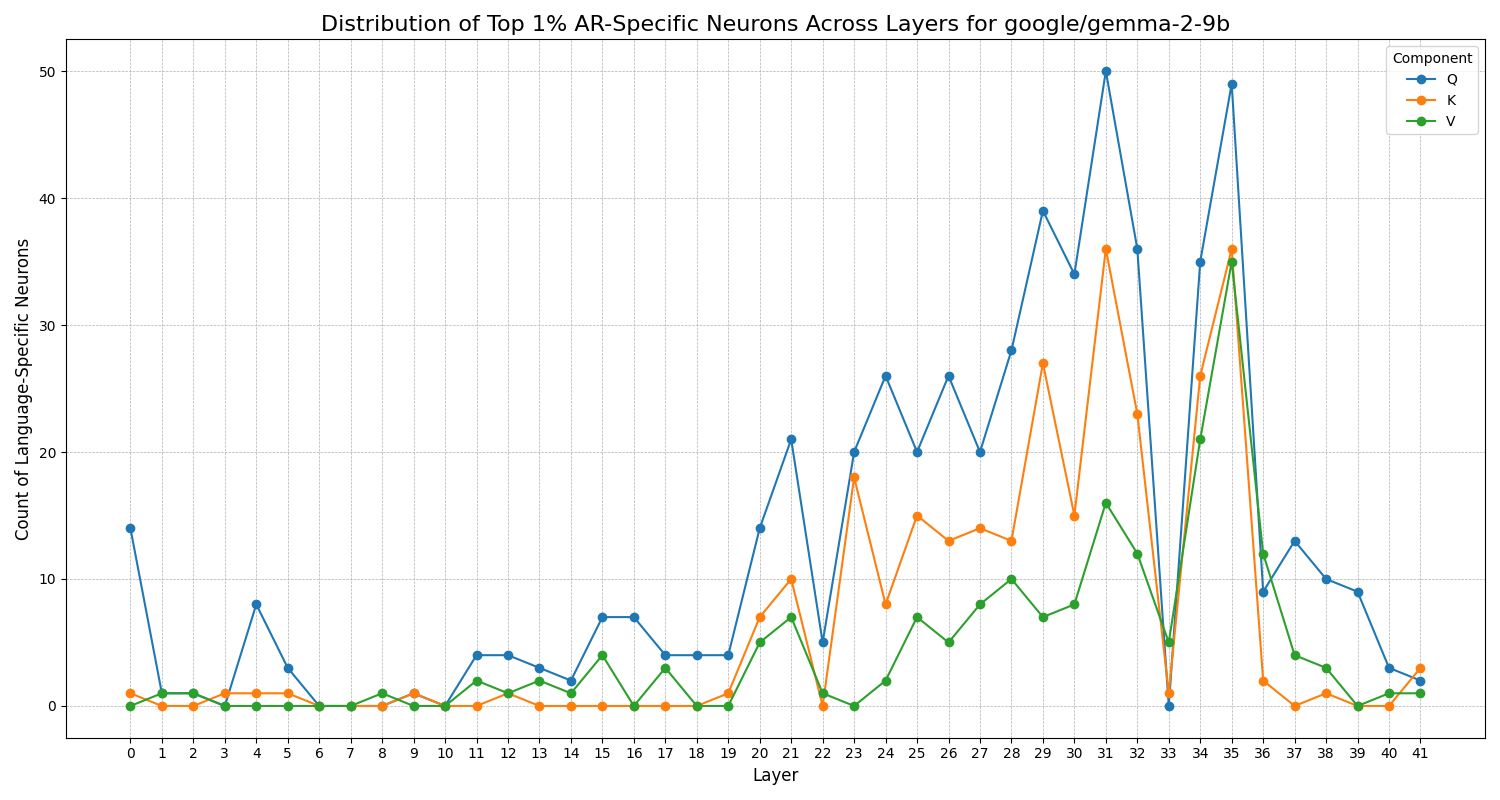 Distribution of Top 1% AR-Specific Neurons Across Layers for google/gemma-2-9b
Component
Q
K
V
Count of Language-Specific Neurons
50
40
30
20
10
0
0 1 2 3 4 5 6 7 8 9 10 11 12 13 14 15 16 17 18 19 20 21 22 23 24 25 26 27 28 29 30 31 32 33 34 35 36 37 38 39 40 41
Layer